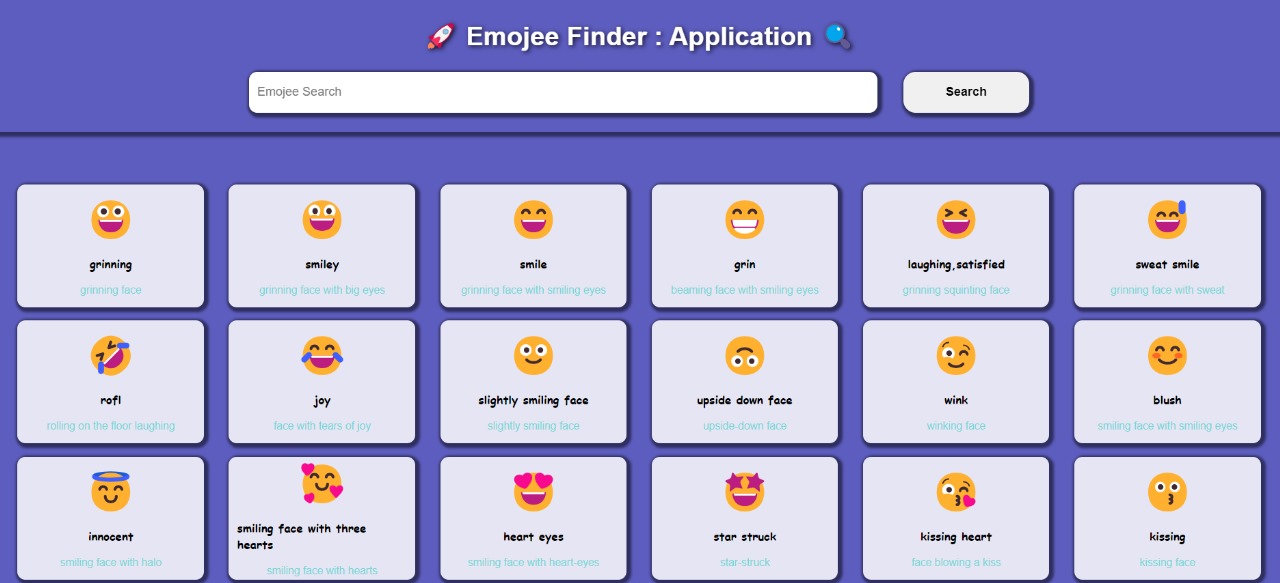 🚀 Emojee Finder : Application 🔍
Emojee Search
Search
grinning
grinning face
smiley
grinning face with big eyes
smile
grinning face with smiling eyes
grin
beaming face with smiling eyes
laughing,satisfied
grinning squinting face
sweat smile
grinning face with sweat
rofl
rolling on the floor laughing
joy
face with tears of joy
slightly smiling face
slightly smiling face
upside down face
upside-down face
wink
winking face
blush
smiling face with smiling eyes
innocent
smiling face with halo
smiling face with three
hearts
smiling face with hearts
heart eyes
smiling face with heart-eyes
star struck
star-struck
kissing heart
face blowing a kiss
kissing
kissing face